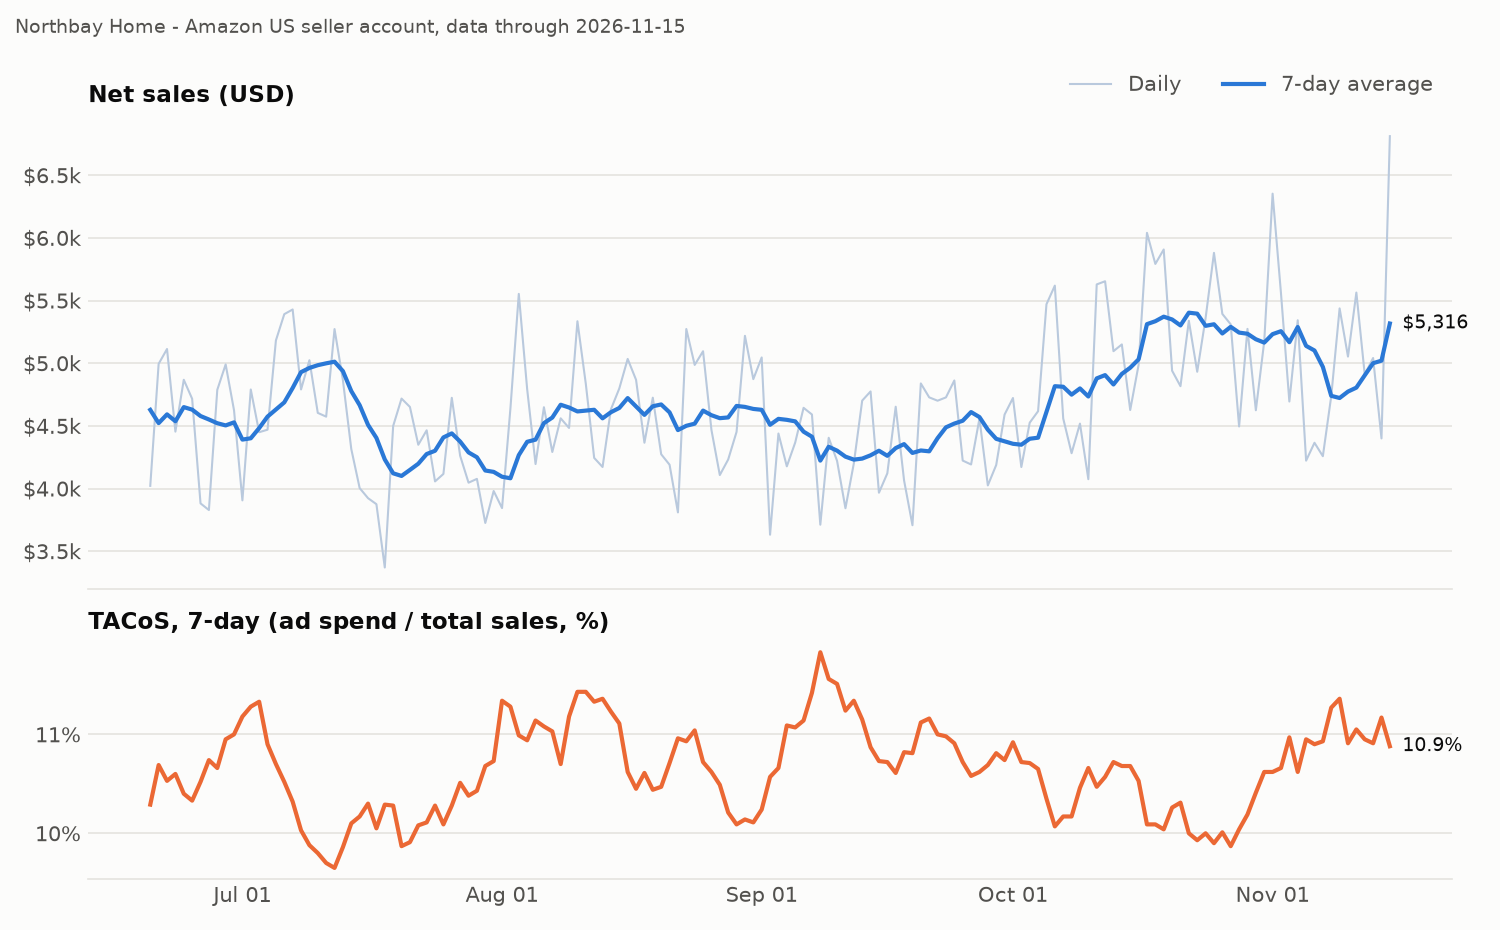 Northbay Home - Amazon US seller account, data through 2026-11-15
Net sales (USD)
Daily
7-day average
$6.5k
$6.0k
$5.5k
$5,316
$5.0k
$4.5k
$4.0k
$3.5k
TACoS, 7-day (ad spend / total sales, %)
11%
10.9%
10%
Jul 01
Aug 01
Sep 01
Oct 01
Nov 01